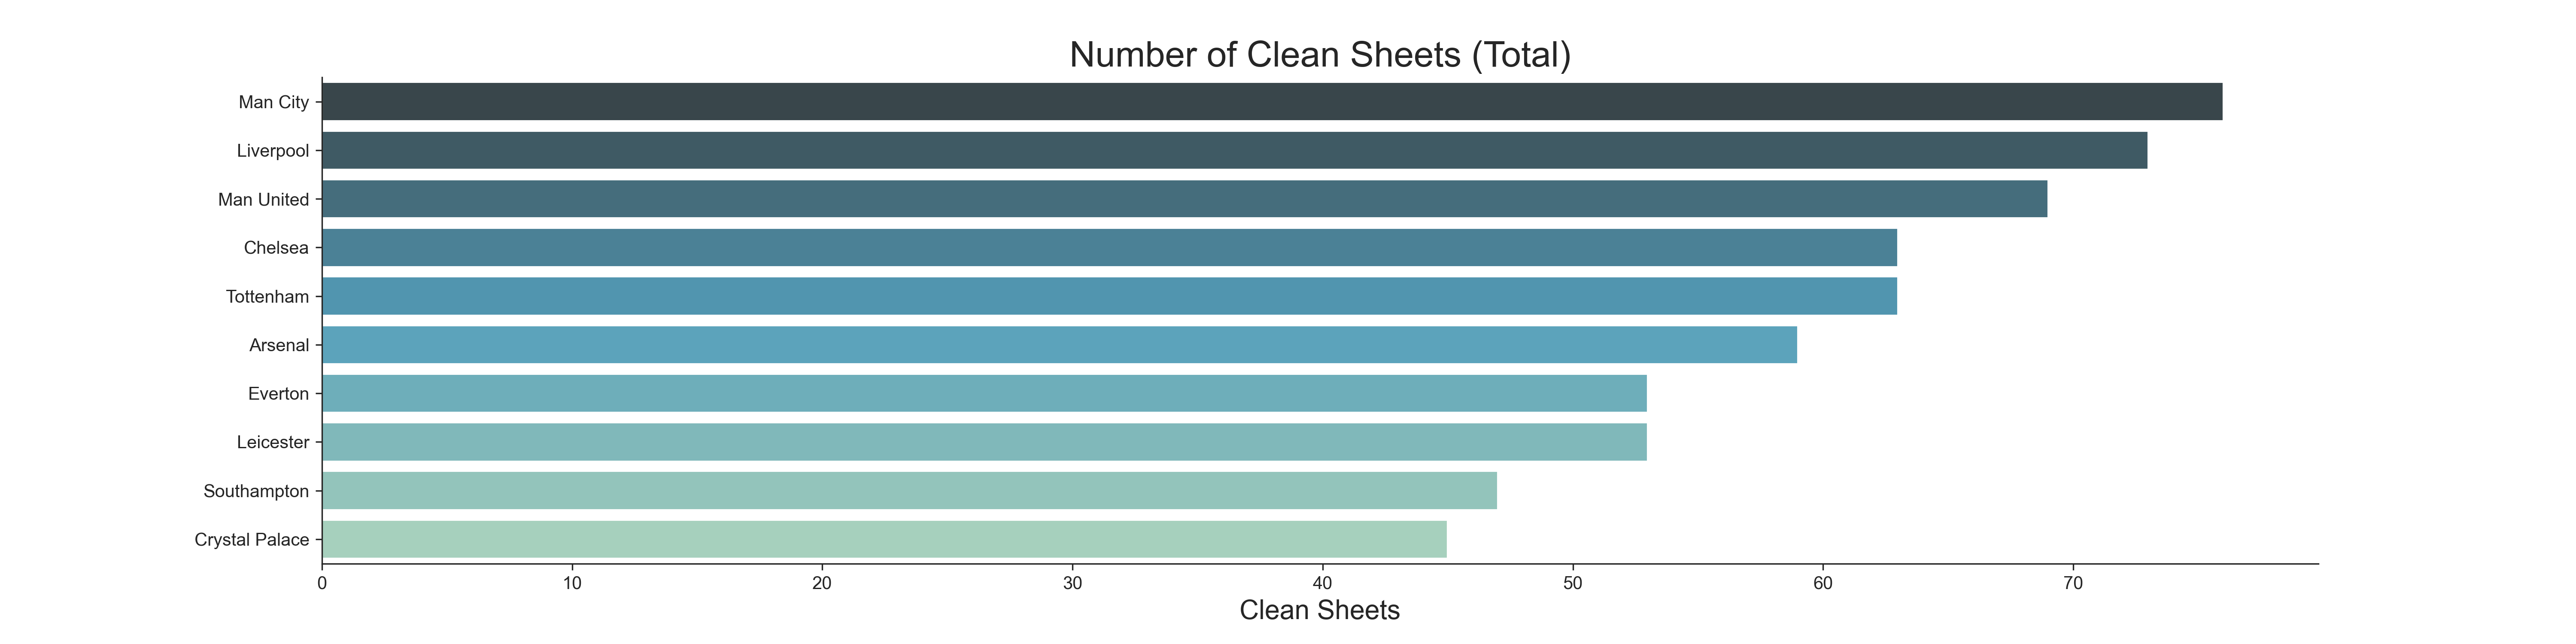 Number of Clean Sheets (Total)
Man City
Liverpool
Man United
Chelsea
Tottenham
Arsenal
Everton
Leicester
Southampton
Crystal Palace
0 10 20 30 40 50 60 70
Clean Sheets